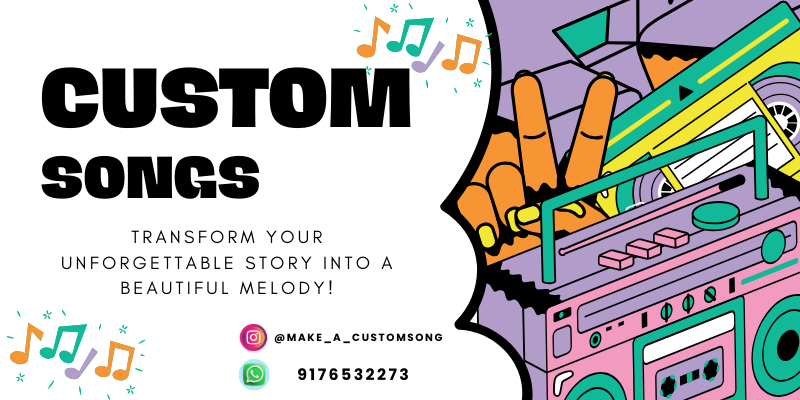 CUSTOM
SONGS
TRANSFORM YOUR
UNFORGETTABLE STORY INTO A
BEAUTIFUL MELODY!
@MAKE_A_CUSTOMSONG
9176532273